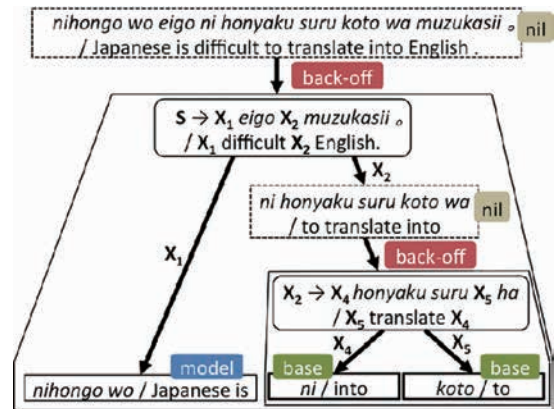 nihongo wo eigo ni honyaku suru koto wa muzukasii 。
/ Japanese is difficult to translate into English .
nil
back-off
S → X1 eigo X2 muzukasii 。
/ X1 difficult X2 English.
X1
X2
ni honyaku suru koto wa
/ to translate into
nil
back-off
X2 → X4 honyaku suru X5 ha
/ X5 translate X4
X4
X5
model
nihongo wo / Japanese is
base
ni / into
base
koto / to